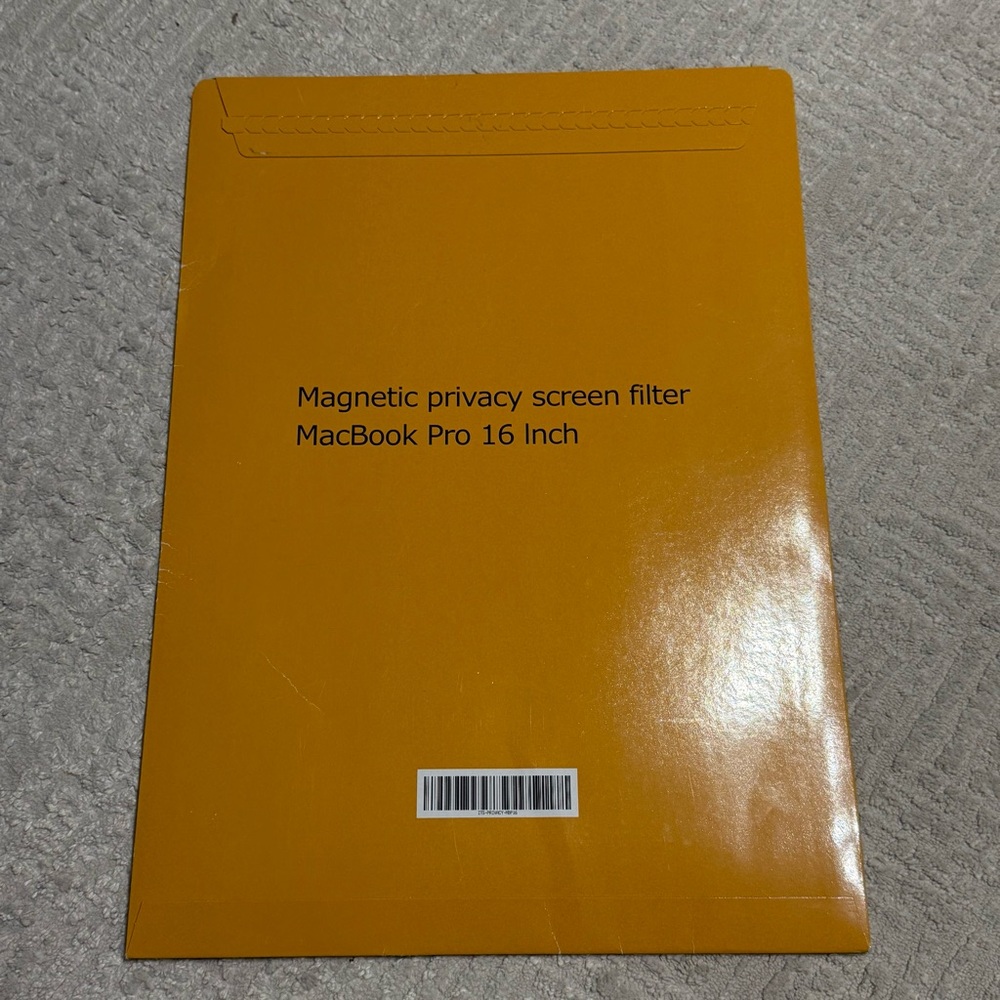 Magnetic privacy screen filter
MacBook Pro 16 Inch